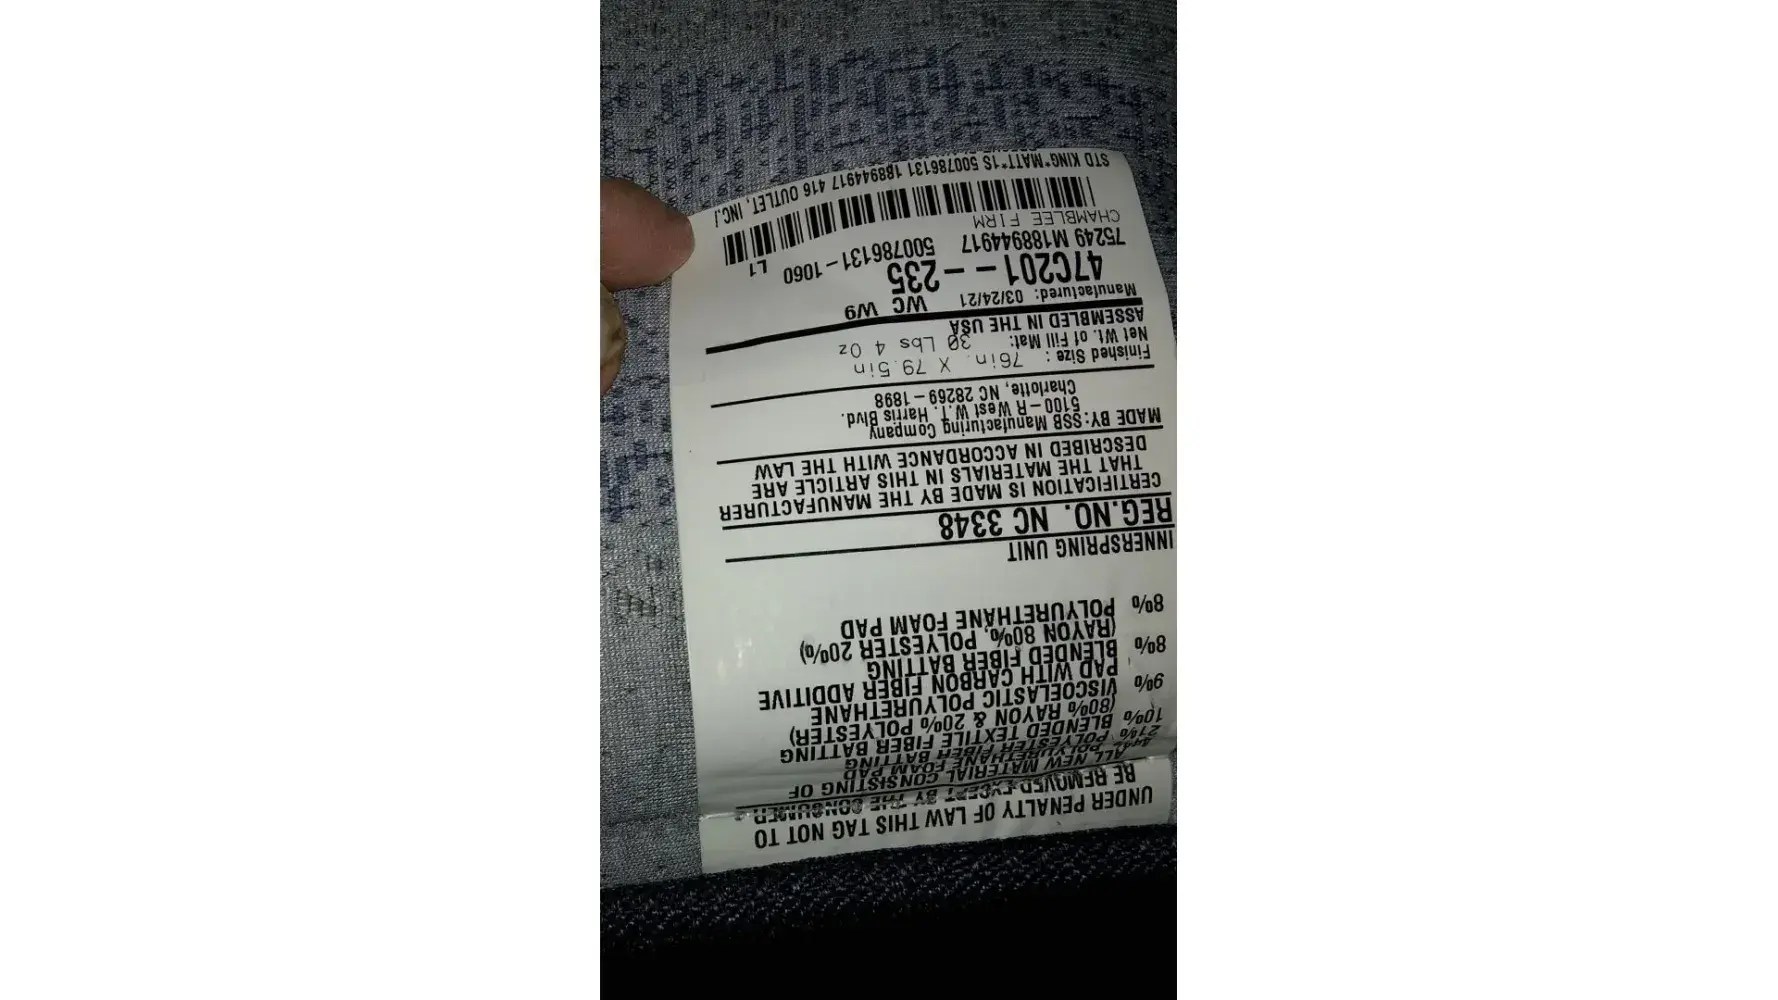 UNDER PENALTY OF LAW THIS TAG NOT TO
BE REMOVED EXCEPT BY THE CONSUMER
ALL NEW MATERIAL CONSISTING OF
POLYURETHANE FOAM PAD
21% POLYESTER FIBER BATTING
10% BLENDED TEXTILE FIBER BATTING
(80% RAYON & 20% POLYESTER)
9% VISCOELASTIC POLYURETHANE
PAD WITH CARBON FIBER ADDITIVE
8% BLENDED FIBER BATTING
(RAYON 80%, POLYESTER 20%)
8% POLYURETHANE FOAM PAD
INNERSPRING UNIT
REG.NO. NC 3348
CERTIFICATION IS MADE BY THE MANUFACTURER
THAT THE MATERIALS IN THIS ARTICLE ARE
DESCRIBED IN ACCORDANCE WITH THE LAW
MADE BY: SSB Manufacturing Company
5100-R West W.T. Harris Blvd.
Charlotte, NC 28269-1898
Finished Size : 76in. X 79.5in
Net Wt. of Fill Mat: 30 Lbs 4 Oz
ASSEMBLED IN THE USA
Manufactured: 03/24/21 WC W9
47C201--235
75249 M188944917 500786131-1060 L1
CHAMBLEE FIRM
STD KING*MATT*1S 500786131 188944917 416 OUTLET, INC.